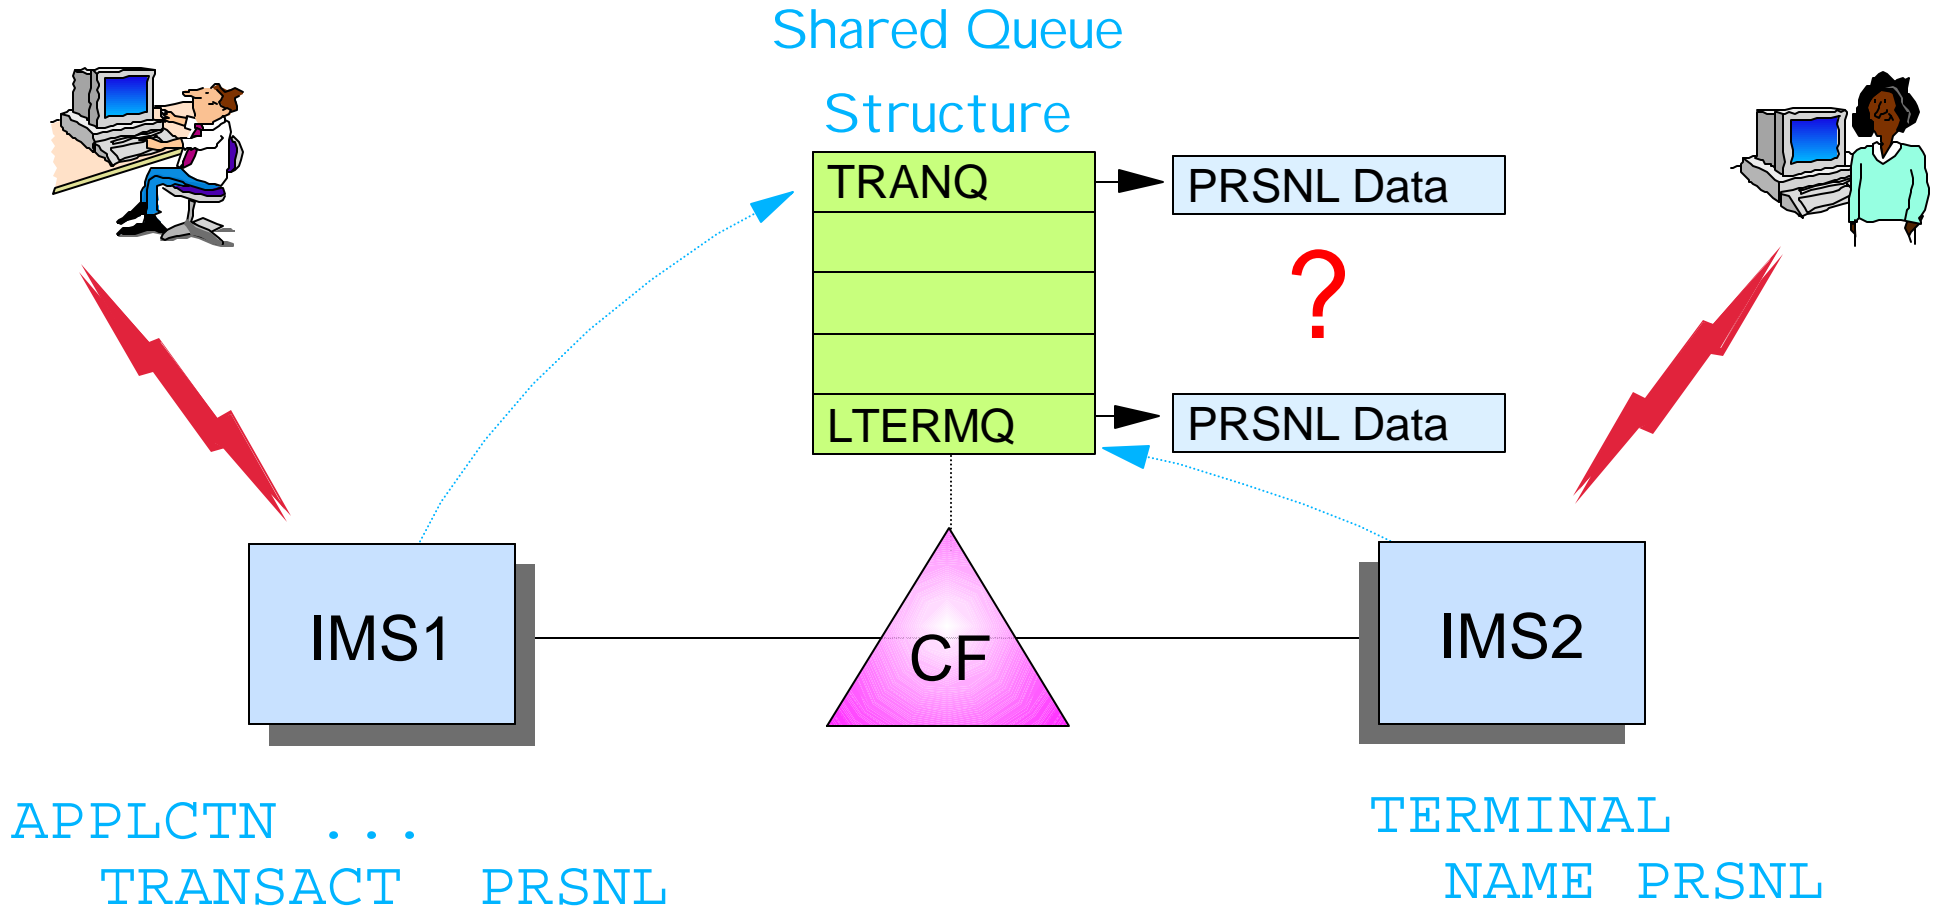 Shared Queue
Structure
TRANQ
PRSNL Data
?
LTERMQ
PRSNL Data
IMS1
CF
IMS2
APPLCTN ...
TRANSACT PRSNL
TERMINAL
NAME PRSNL